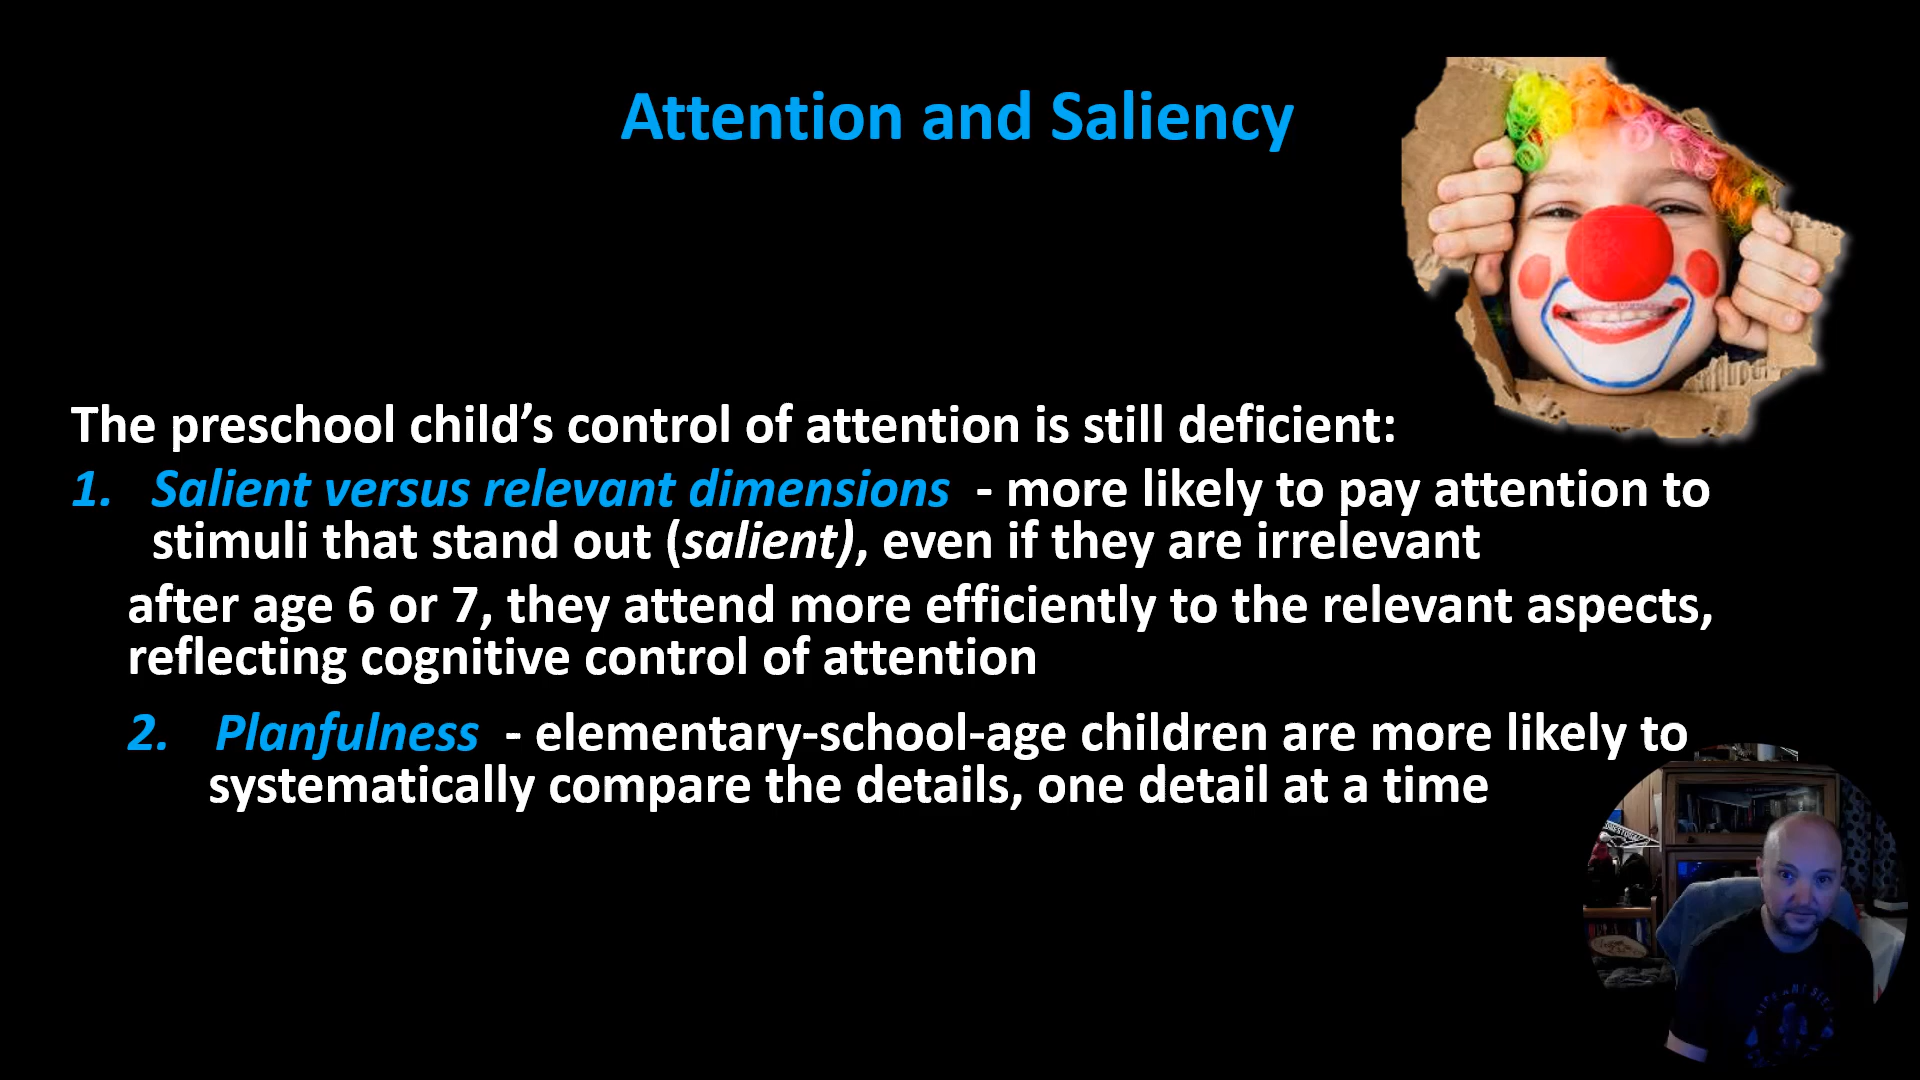 Attention and Saliency
The preschool child’s control of attention is still deficient:
1. Salient versus relevant dimensions - more likely to pay attention to
stimuli that stand out (salient), even if they are irrelevant
after age 6 or 7, they attend more efficiently to the relevant aspects,
reflecting cognitive control of attention
2. Planfulness - elementary-school-age children are more likely to
systematically compare the details, one detail at a time